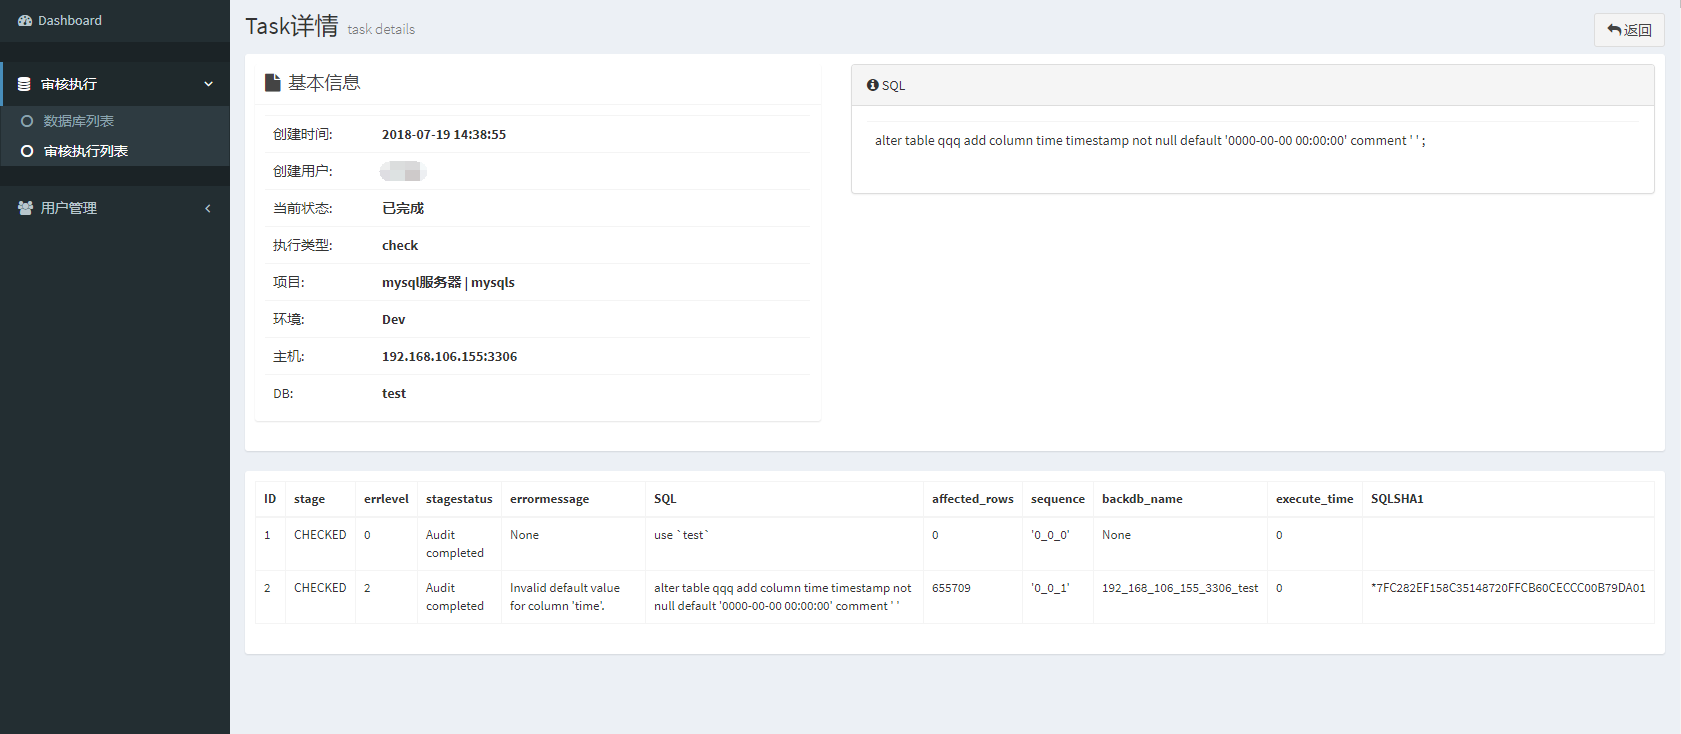 Dashboard
审核执行
数据库列表
审核执行列表
用户管理
Task详情 task details
返回
基本信息
创建时间: 2018-07-19 14:38:55
创建用户:
当前状态: 已完成
执行类型: check
项目: mysql服务器 | mysqls
环境: Dev
主机: 192.168.106.155:3306
DB: test
SQL
alter table qqq add column time timestamp not null default '0000-00-00 00:00:00' comment ' ' ;
ID stage errlevel stagestatus errormessage SQL affected_rows sequence backdb_name execute_time SQLSHA1
1 CHECKED 0 Audit completed None use `test` 0 '0_0_0' None 0
2 CHECKED 2 Audit completed Invalid default value for column 'time'. alter table qqq add column time timestamp not null default '0000-00-00 00:00:00' comment ' ' 655709 '0_0_1' 192_168_106_155_3306_test 0 *7FC282EF158C35148720FFCB60CECCC00B79DA01